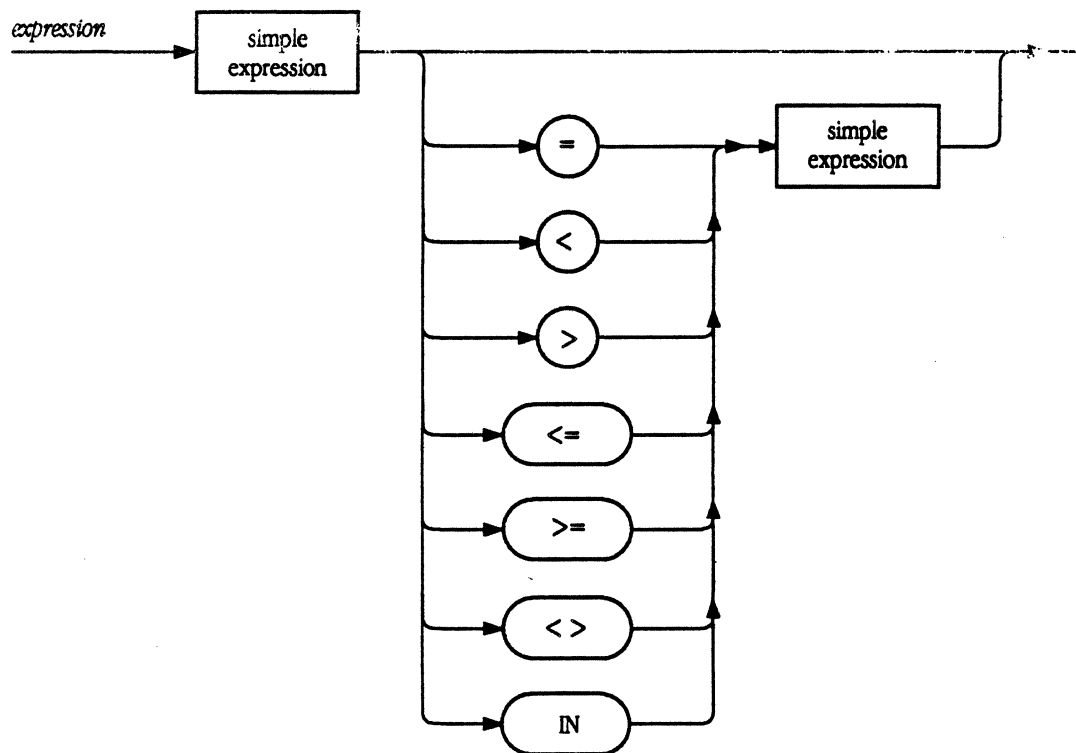 expression
simple
expression
=
simple
expression
<
>
<=
>=
< >
IN